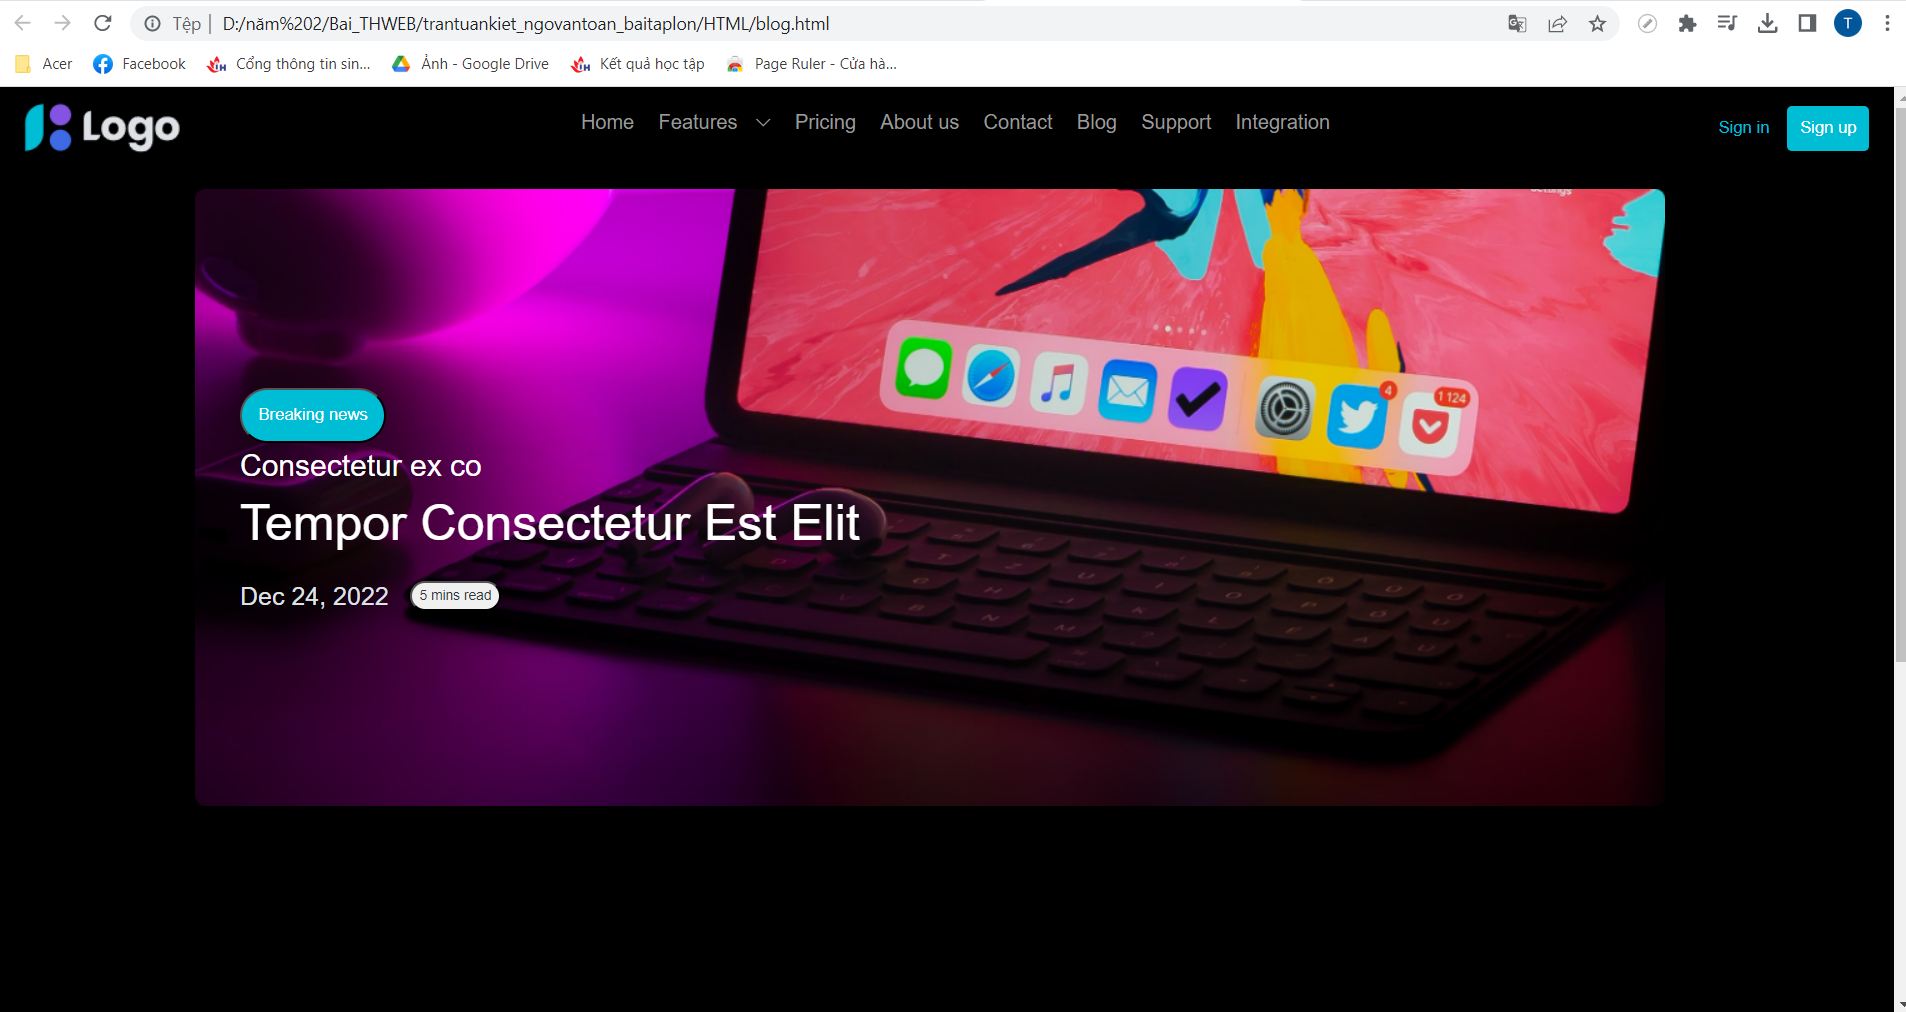 Tệp | D:/năm%202/Bai_THWEB/trantuankiet_ngovantoan_baitaplon/HTML/blog.html
T
Acer Facebook Cổng thông tin sin... Ảnh - Google Drive Kết quả học tập Page Ruler - Cửa hà...
Logo Home Features Pricing About us Contact Blog Support Integration Sign in Sign up
Settings
4
1 124
Breaking news
Consectetur ex co
Tempor Consectetur Est Elit
Dec 24, 2022 5 mins read